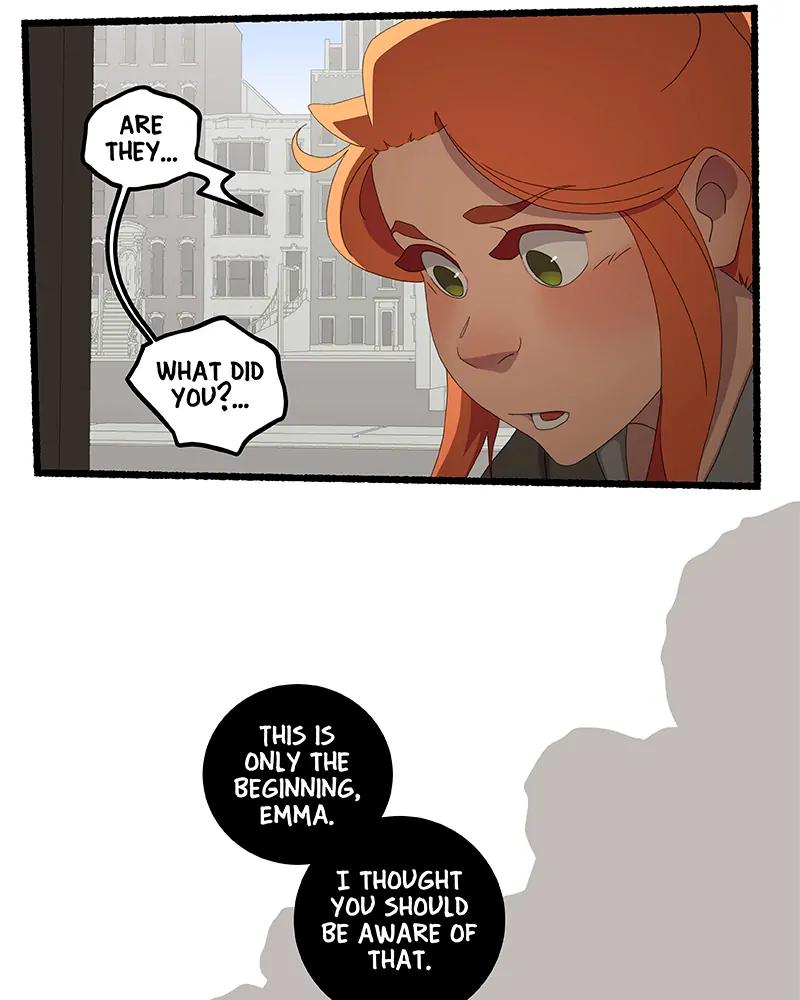 ARE
THEY...
WHAT DID
YOU?...
THIS IS
ONLY THE
BEGINNING,
EMMA.
I THOUGHT
YOU SHOULD
BE AWARE OF
THAT.